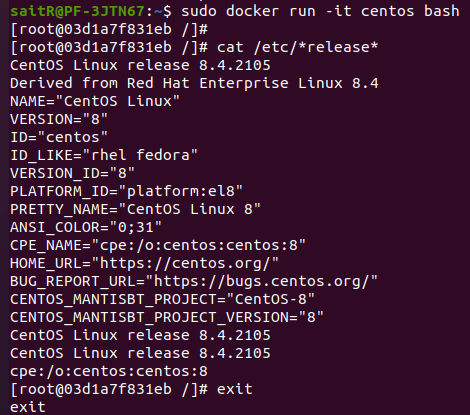 saitR@PF-3JTN67:~$ sudo docker run -it centos bash
[root@03d1a7f831eb /]#
[root@03d1a7f831eb /]# cat /etc/*release*
CentOS Linux release 8.4.2105
Derived from Red Hat Enterprise Linux 8.4
NAME="CentOS Linux"
VERSION="8"
ID="centos"
ID_LIKE="rhel fedora"
VERSION_ID="8"
PLATFORM_ID="platform:el8"
PRETTY_NAME="CentOS Linux 8"
ANSI_COLOR="0;31"
CPE_NAME="cpe:/o:centos:centos:8"
HOME_URL="https://centos.org/"
BUG_REPORT_URL="https://bugs.centos.org/"
CENTOS_MANTISBT_PROJECT="CentOS-8"
CENTOS_MANTISBT_PROJECT_VERSION="8"
CentOS Linux release 8.4.2105
CentOS Linux release 8.4.2105
cpe:/o:centos:centos:8
[root@03d1a7f831eb /]# exit
exit